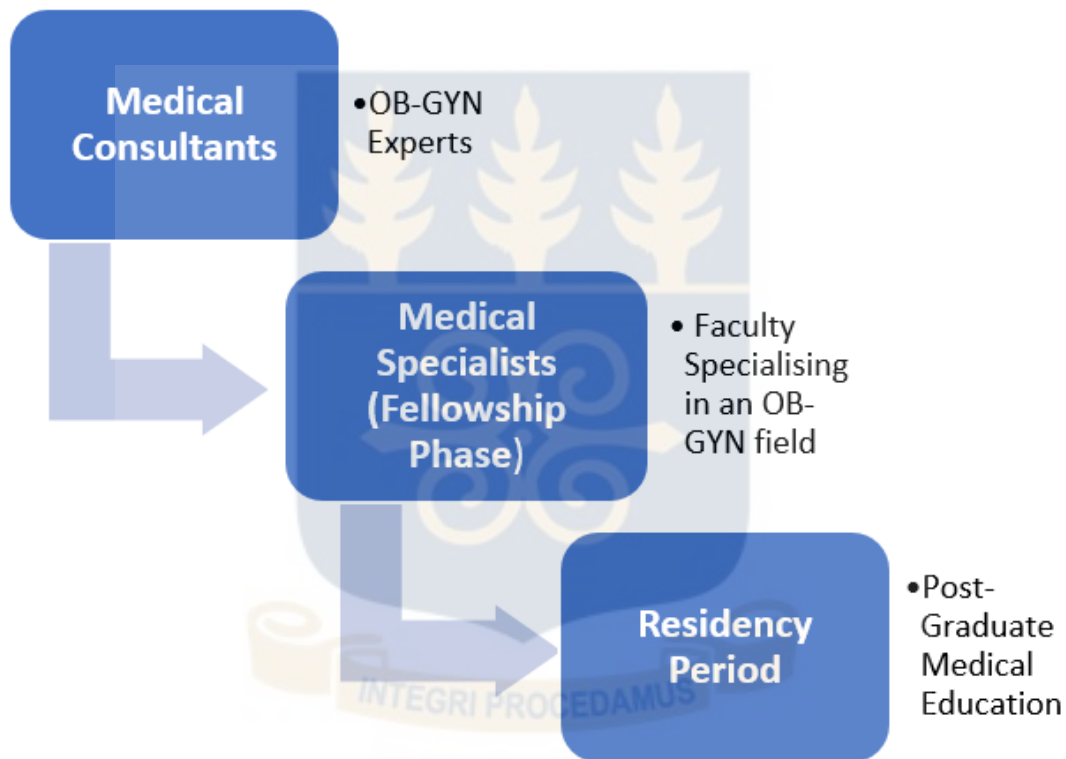 Medical
Consultants
•OB-GYN
Experts
Medical
Specialists
(Fellowship
Phase)
• Faculty
Specialising
in an OB-
GYN field
Residency
Period
•Post-
Graduate
Medical
Education
INTEGRI PROCEDAMUS